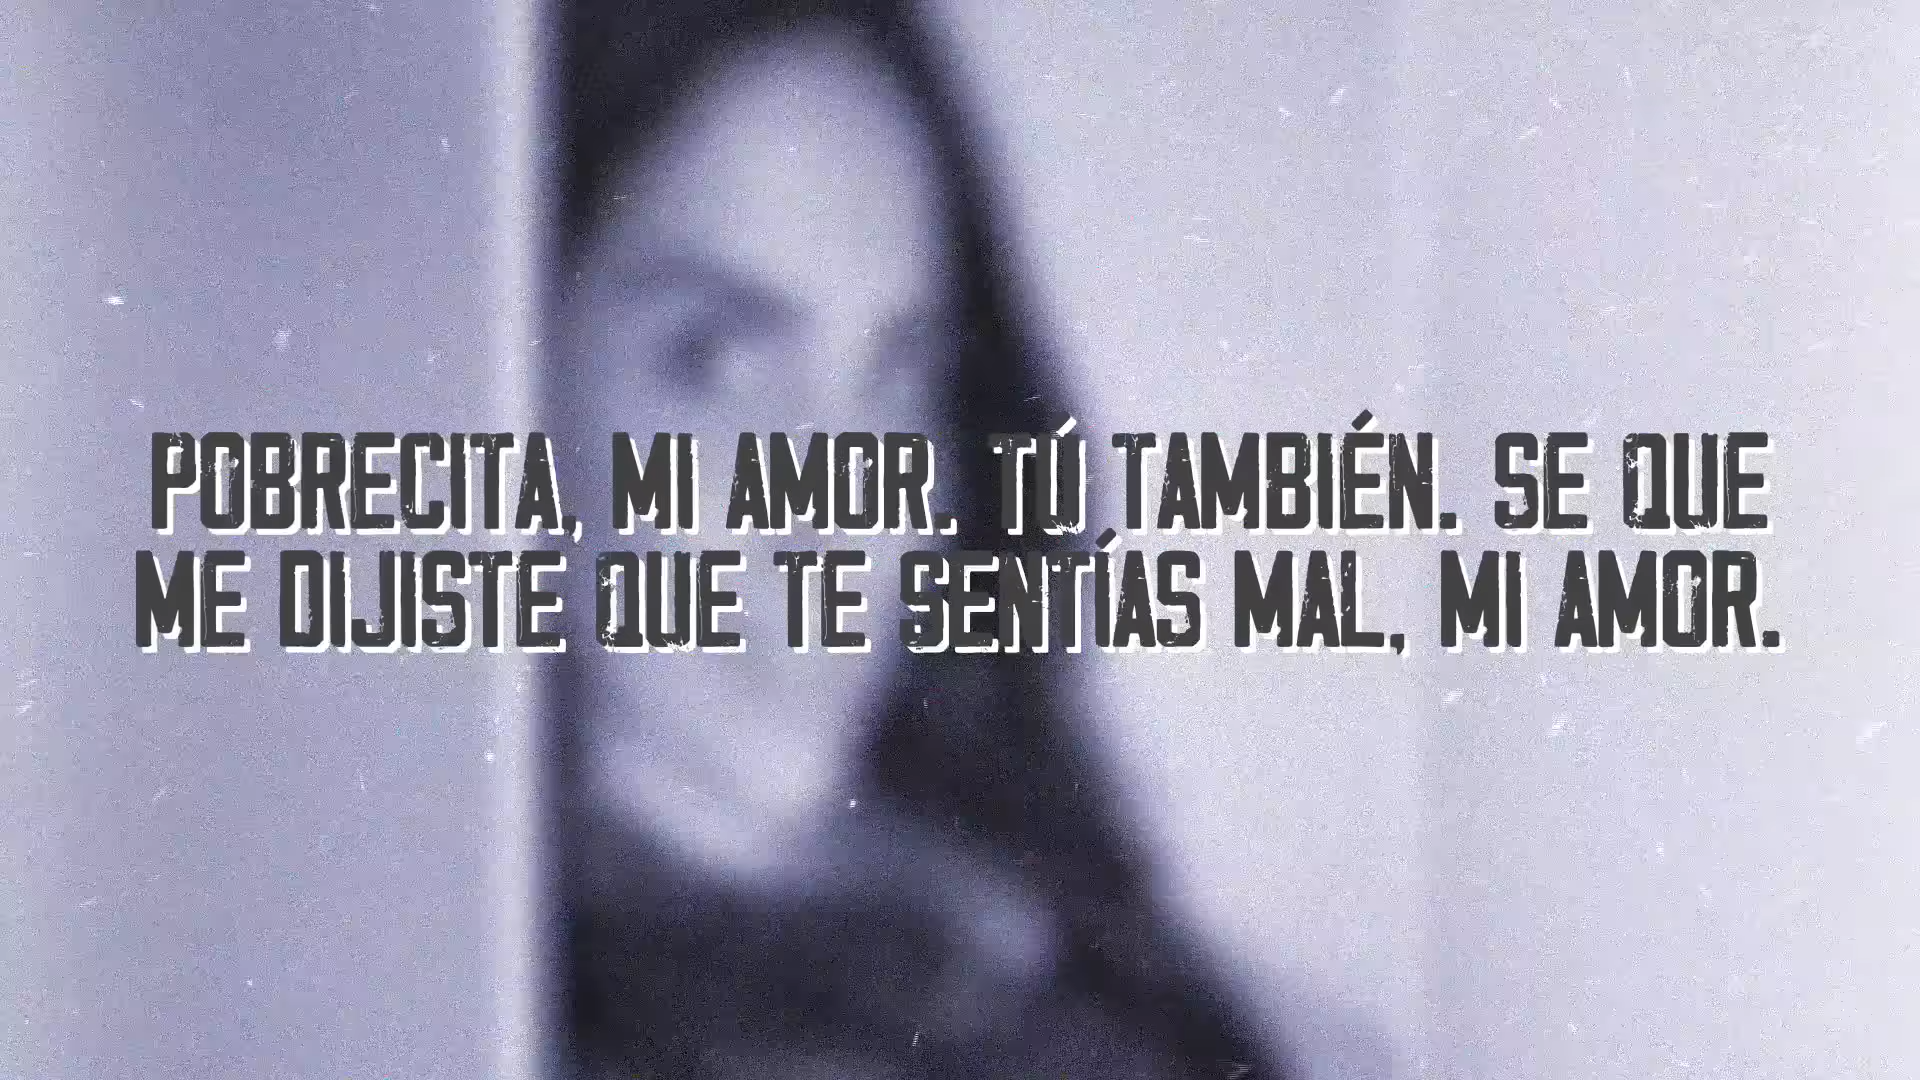 POBRECITA, MI AMOR. TÚ TAMBIÉN. SE QUE
ME DIJISTE QUE TE SENTÍAS MAL, MI AMOR.